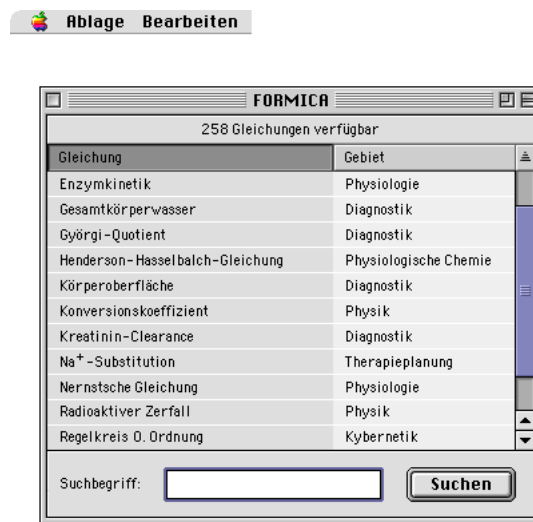 Ablage Bearbeiten
FORMICA
258 Gleichungen verfügbar
Gleichung Gebiet
Enzymkinetik Physiologie
Gesamtkörperwasser Diagnostik
Györgi-Quotient Diagnostik
Henderson-Hasselbalch-Gleichung Physiologische Chemie
Körperoberfläche Diagnostik
Konversionskoeffizient Physik
Kreatinin-Clearance Diagnostik
Na⁺-Substitution Therapieplanung
Nernstsche Gleichung Physiologie
Radioaktiver Zerfall Physik
Regelkreis 0. Ordnung Kybernetik
Suchbegriff: Suchen